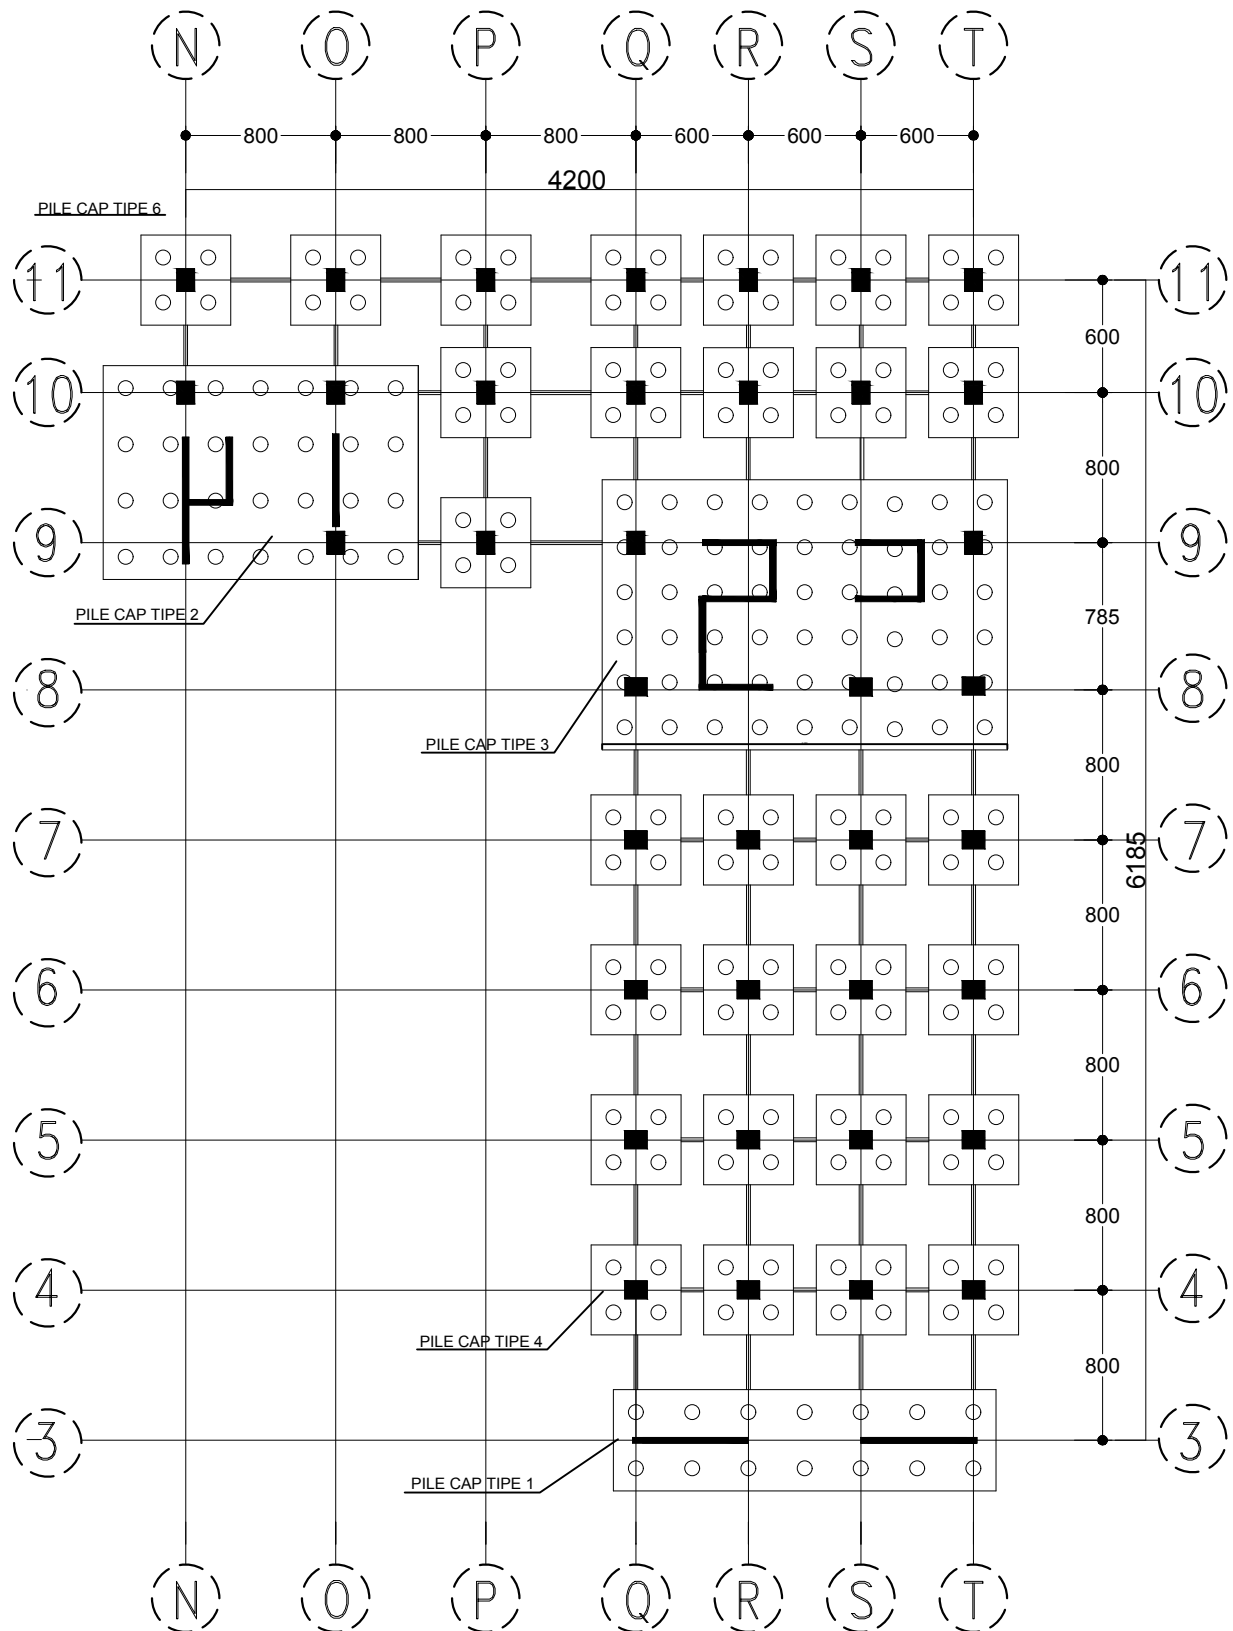 N O P Q R S T
800 800 800 600 600 600
4200
PILE CAP TIPE 6
11 11
600
10 10
800
9 9
PILE CAP TIPE 2
785
8 8
PILE CAP TIPE 3
800
7 7
6185
800
6 6
800
5 5
800
4 4
PILE CAP TIPE 4
800
3 3
PILE CAP TIPE 1
N O P Q R S T